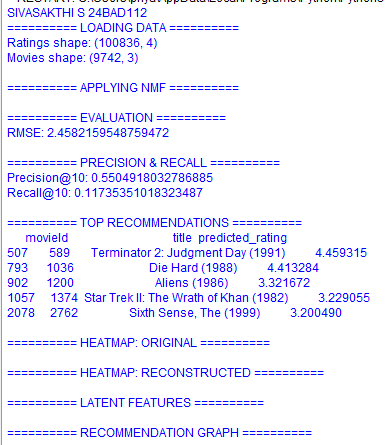 SIVASAKTHI S 24BAD112
========== LOADING DATA ==========
Ratings shape: (100836, 4)
Movies shape: (9742, 3)
========== APPLYING NMF ==========
========== EVALUATION ==========
RMSE: 2.4582159548759472
========== PRECISION & RECALL ==========
Precision@10: 0.5504918032786885
Recall@10: 0.11735351018323487
========== TOP RECOMMENDATIONS ==========
movieId title predicted_rating
507 589 Terminator 2: Judgment Day (1991) 4.459315
793 1036 Die Hard (1988) 4.413284
902 1200 Aliens (1986) 3.321672
1057 1374 Star Trek II: The Wrath of Khan (1982) 3.229055
2078 2762 Sixth Sense, The (1999) 3.200490
========== HEATMAP: ORIGINAL ==========
========== HEATMAP: RECONSTRUCTED ==========
========== LATENT FEATURES ==========
========== RECOMMENDATION GRAPH ==========